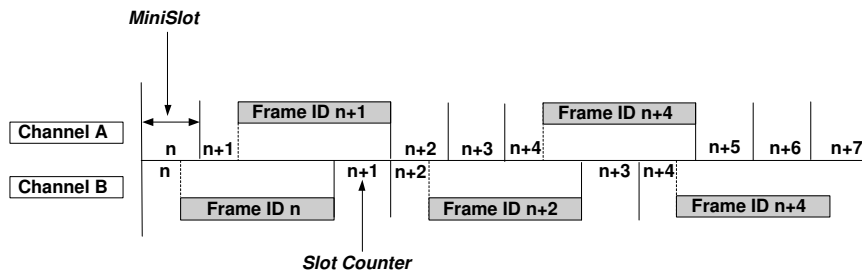 MiniSlot
Frame ID n+1
Frame ID n+4
Channel A
n
n+1
n+2
n+3
n+4
n+5
n+6
n+7
Channel B
n
n+1
n+2
n+3
n+4
Frame ID n
Frame ID n+2
Frame ID n+4
Slot Counter